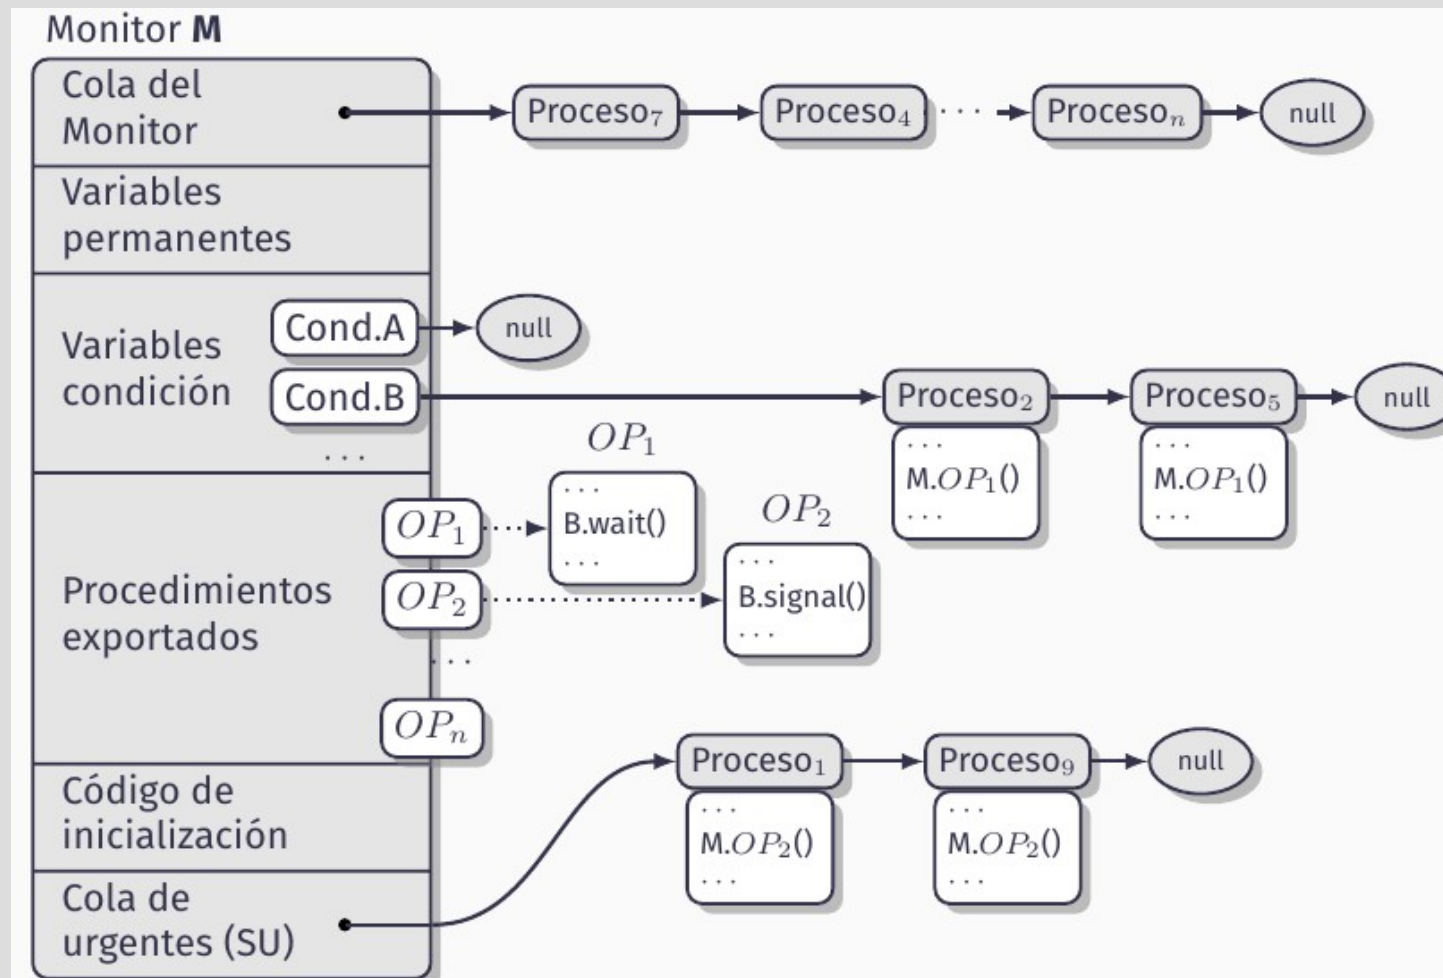 Monitor M
Cola del
Monitor
Proceso₇
Proceso₄
...
Procesoₙ
null
Variables
permanentes
Variables
condición
Cond.A
null
Cond.B
Proceso₂
Proceso₅
null
...
...
M.OP₁()
...
...
M.OP₁()
...
Procedimientos
exportados
OP₁
...
OP₁
...
B.wait()
...
OP₂
OP₂
...
B.signal()
...
...
OPₙ
Código de
inicialización
Cola de
urgentes (SU)
Proceso₁
Proceso₉
null
...
M.OP₂()
...
...
M.OP₂()
...